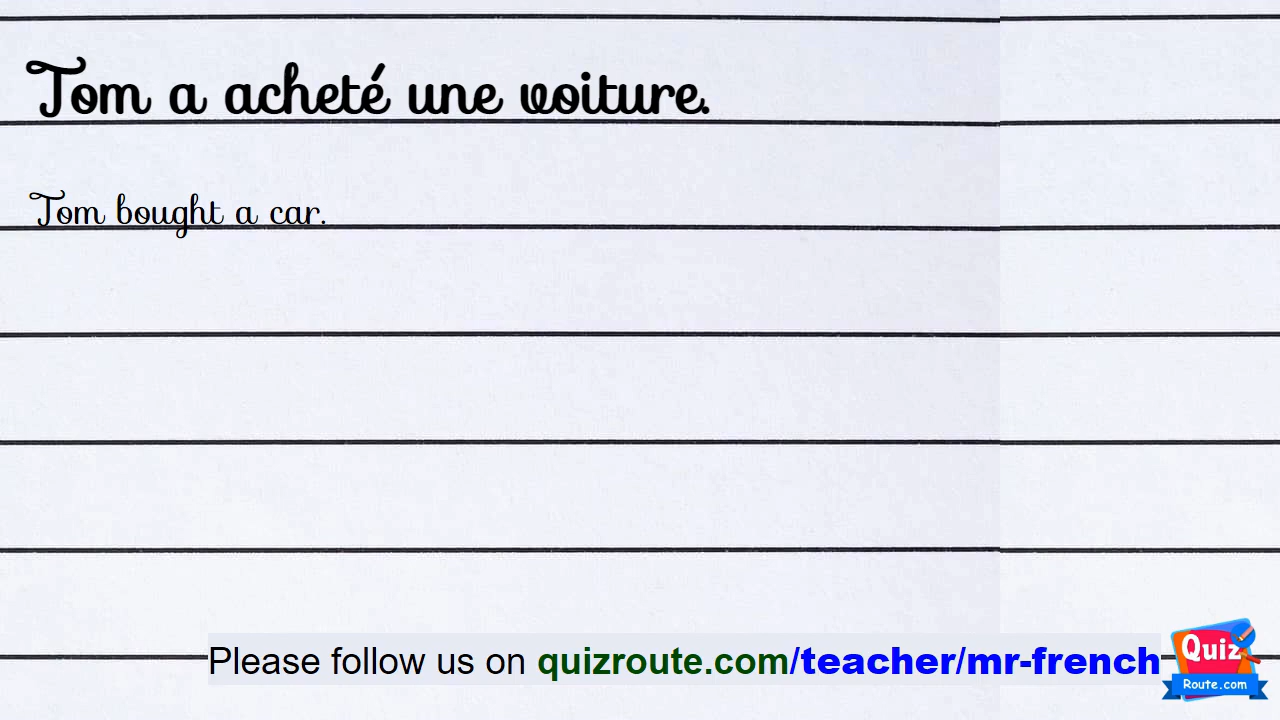 Tom a acheté une voiture.
Tom bought a car.
Please follow us on quizroute.com/teacher/mr-french
Quiz
Route.com